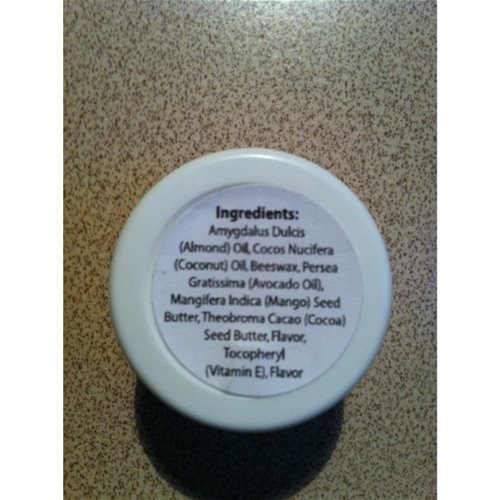 Ingredients:
Amygdalus Dulcis
(Almond) Oil, Cocos Nucifera
(Coconut) Oil, Beeswax, Persea
Gratissima (Avocado Oil),
Mangifera Indica (Mango) Seed
Butter, Theobroma Cacao (Cocoa)
Seed Butter, Flavor,
Tocopheryl
(Vitamin E), Flavor